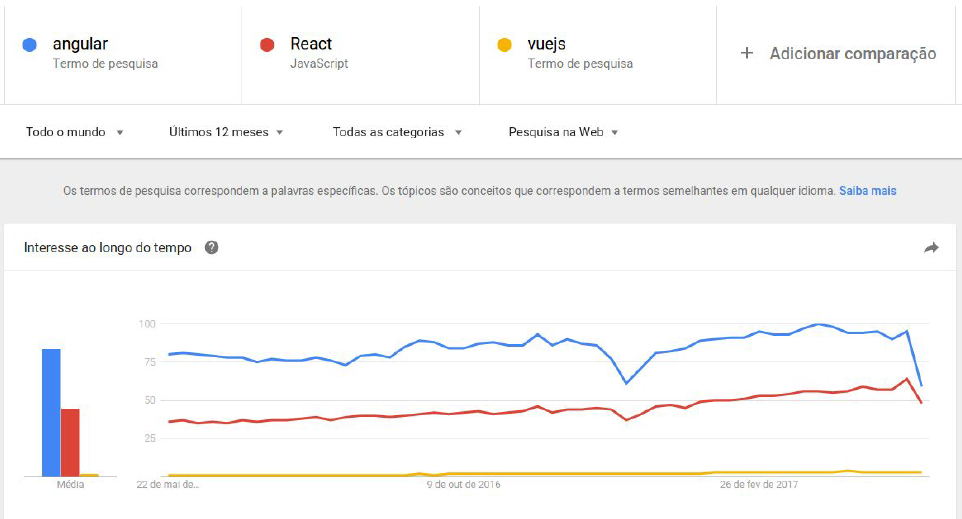 angular
Termo de pesquisa
React
JavaScript
vuejs
Termo de pesquisa
+ Adicionar comparação
Todo o mundo
Últimos 12 meses
Todas as categorias
Pesquisa na Web
Os termos de pesquisa correspondem a palavras específicas. Os tópicos são conceitos que correspondem a termos semelhantes em qualquer idioma. Saiba mais
Interesse ao longo do tempo ?
100
75
50
25
Média
22 de mai de…
9 de out de 2016
26 de fev de 2017